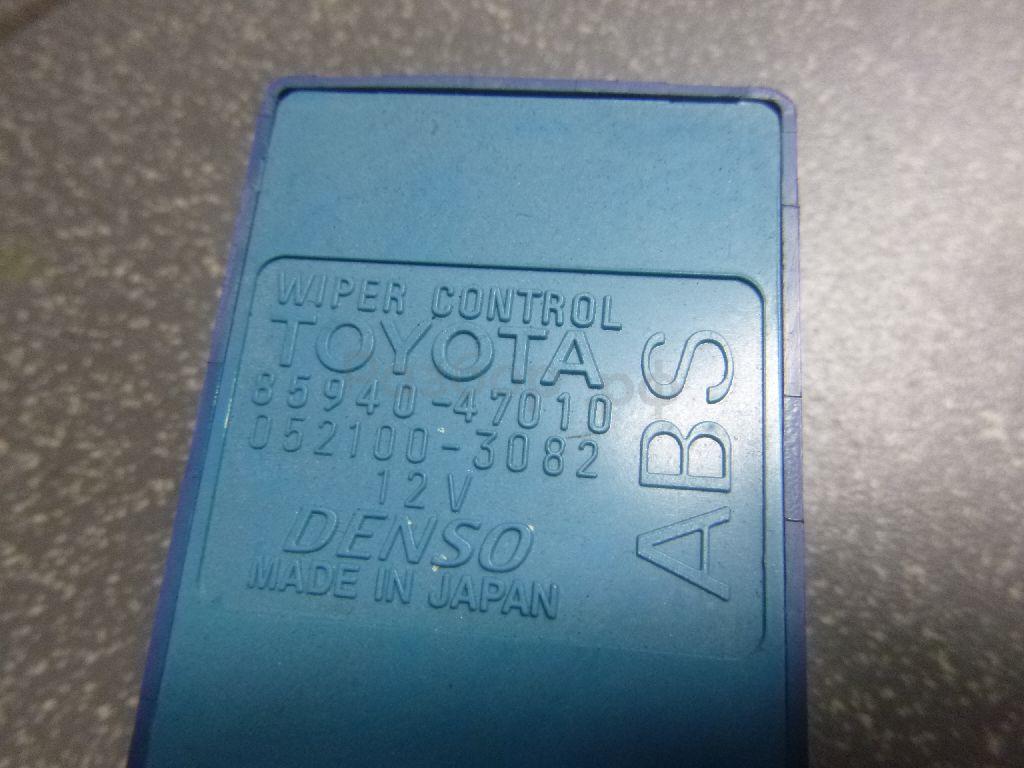 WIPER CONTROL
TOYOTA
85940-47010
052100-3082
12V
DENSO
MADE IN JAPAN
ABS